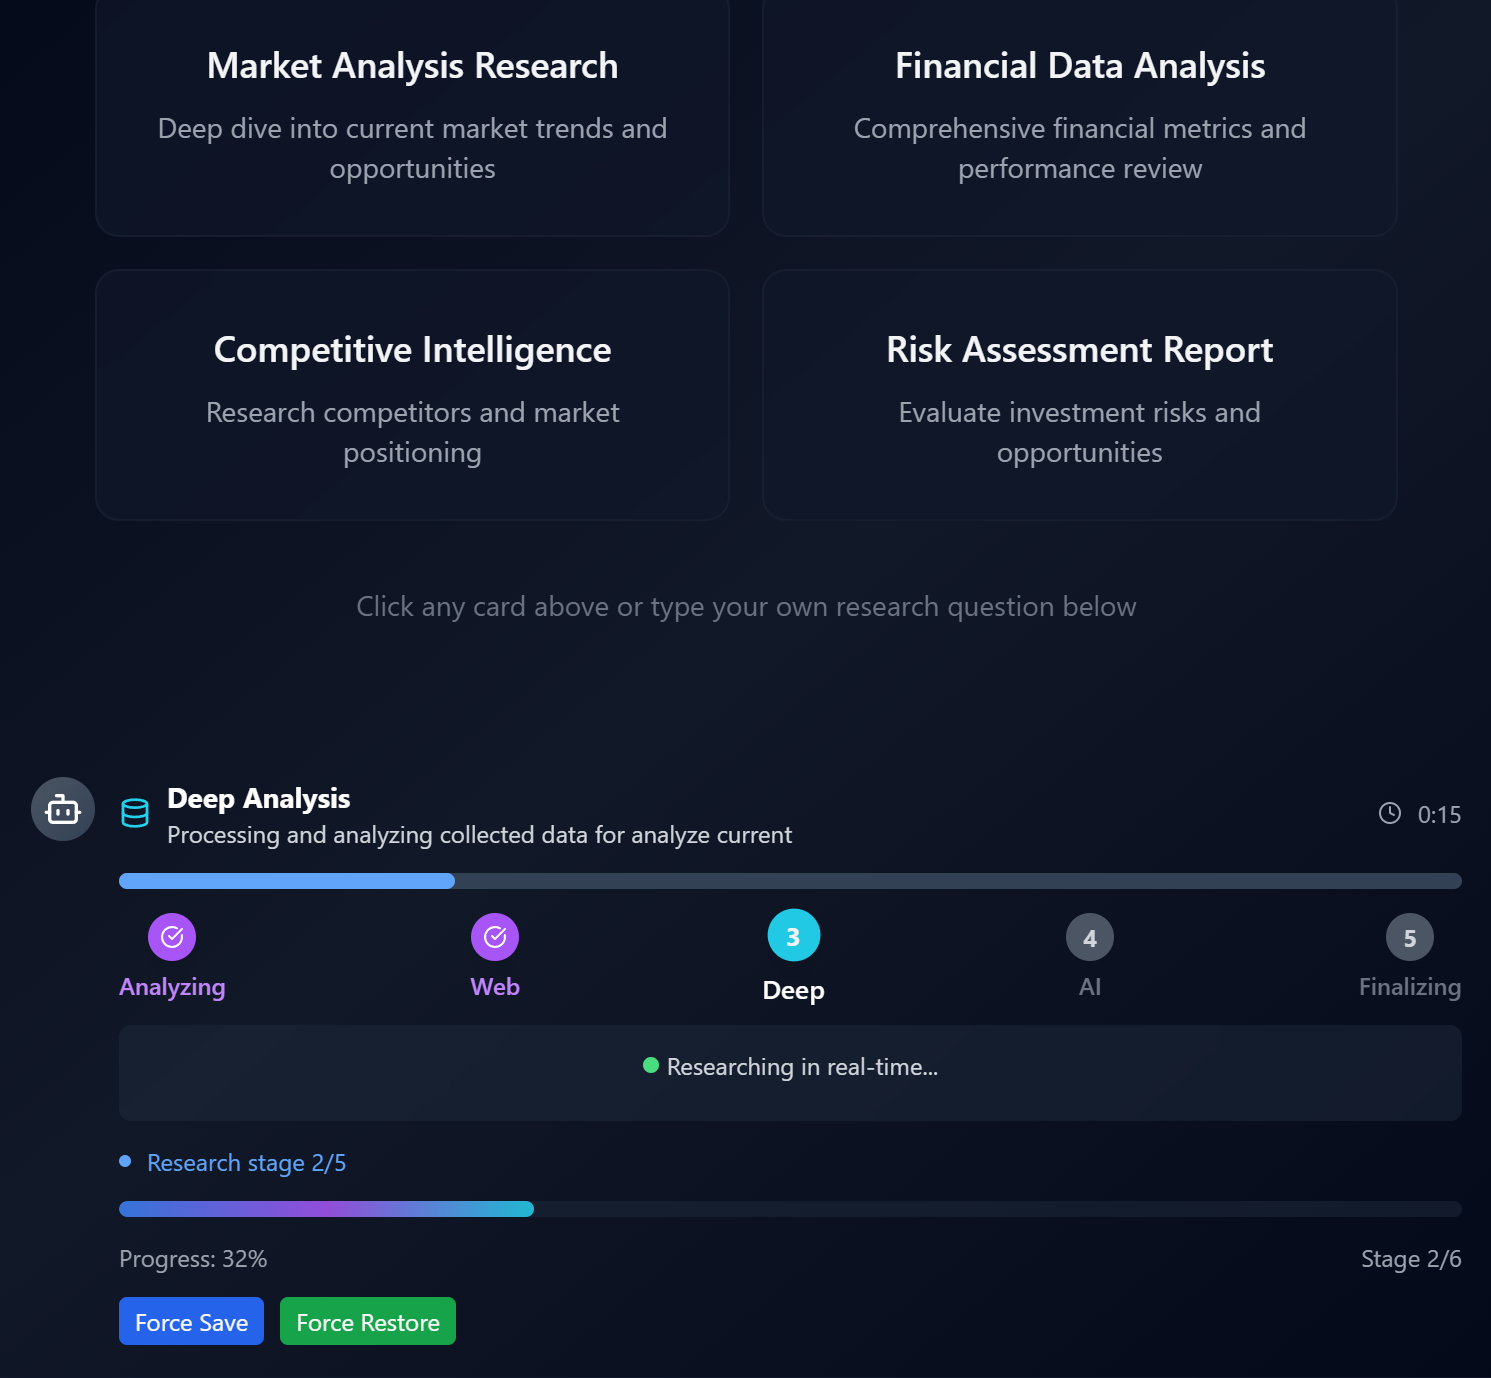 Market Analysis Research
Deep dive into current market trends and
opportunities
Financial Data Analysis
Comprehensive financial metrics and
performance review
Competitive Intelligence
Research competitors and market
positioning
Risk Assessment Report
Evaluate investment risks and
opportunities
Click any card above or type your own research question below
Deep Analysis
Processing and analyzing collected data for analyze current
0:15
Analyzing
Web
3
Deep
4
AI
5
Finalizing
Researching in real-time...
Research stage 2/5
Progress: 32%
Stage 2/6
Force Save
Force Restore